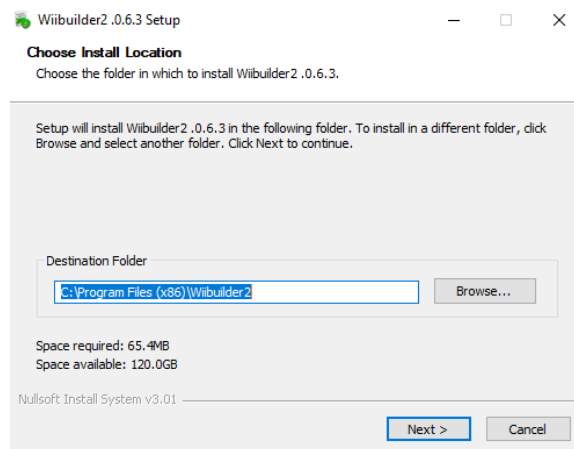 Wiibuilder2 .0.6.3 Setup
Choose Install Location
Choose the folder in which to install Wiibuilder2 .0.6.3.
Setup will install Wiibuilder2 .0.6.3 in the following folder. To install in a different folder, click
Browse and select another folder. Click Next to continue.
Destination Folder
C:\Program Files (x86)\Wiibuilder2
Browse...
Space required: 65.4MB
Space available: 120.0GB
Nullsoft Install System v3.01
Next >
Cancel